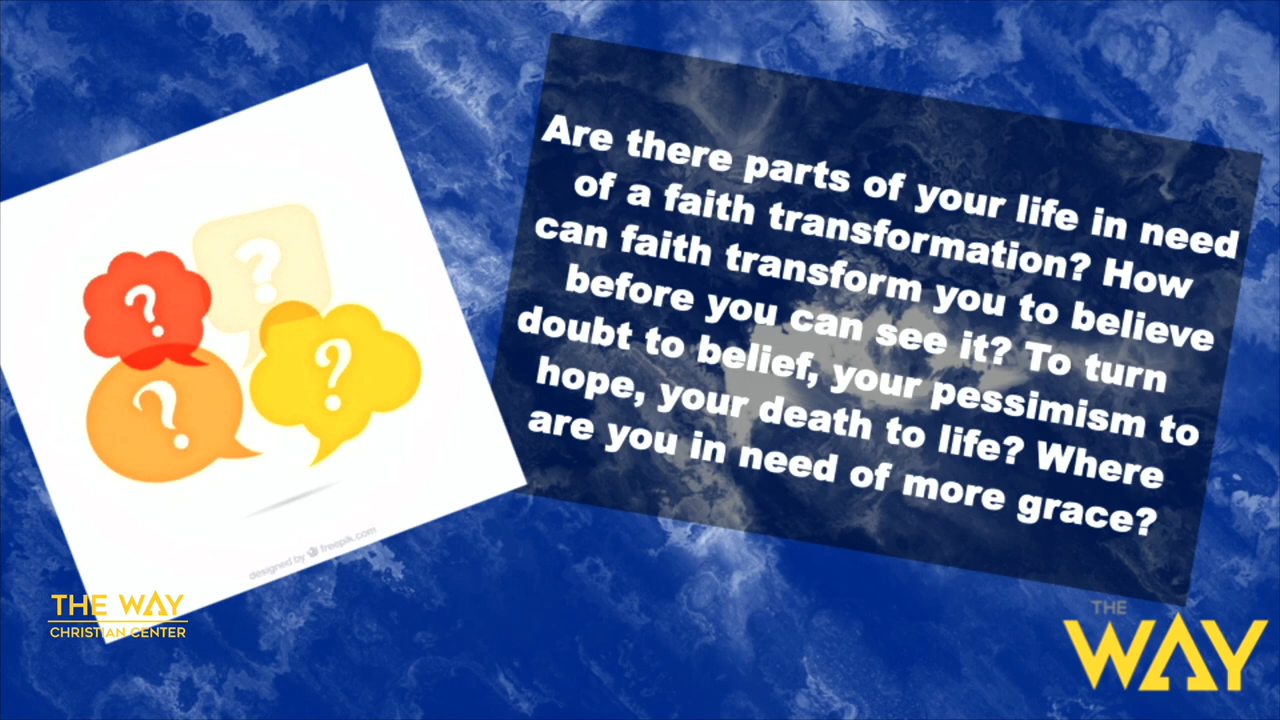 Are there parts of your life in need
of a faith transformation? How
can faith transform you to believe
before you can see it? To turn
doubt to belief, your pessimism to
hope, your death to life? Where
are you in need of more grace?
? 
?
?
?
designed by freepik.com
THE WAY
CHRISTIAN CENTER
THE
WAY